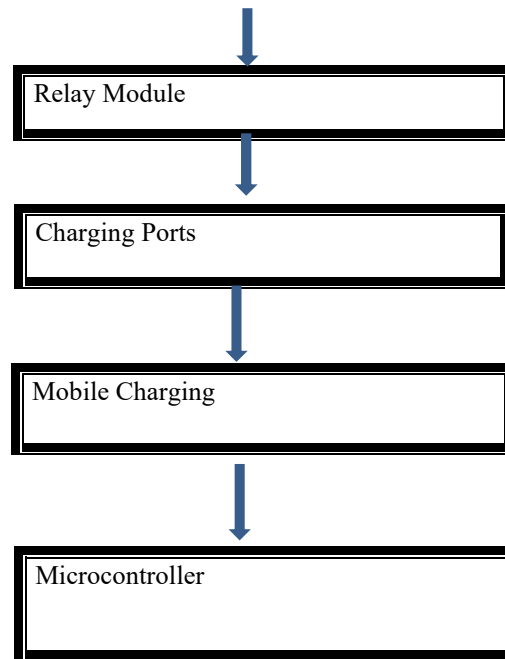 Relay Module
Charging Ports
Mobile Charging
Microcontroller